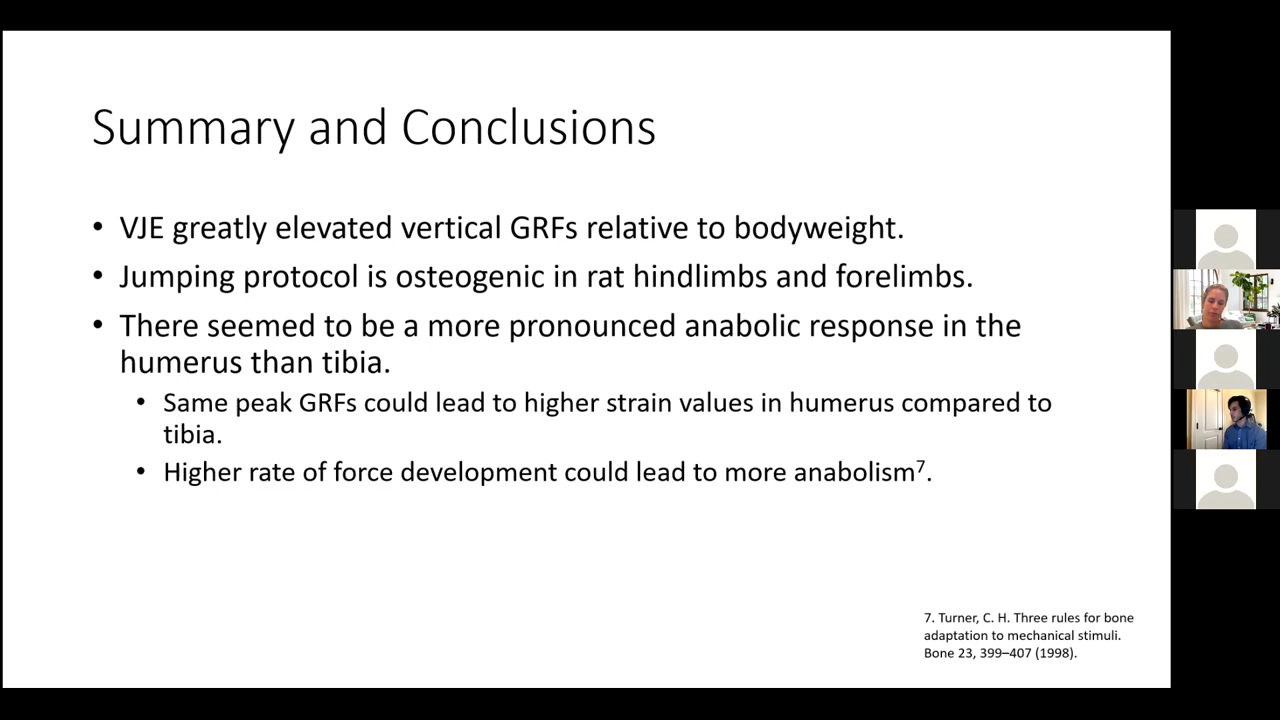 Summary and Conclusions
• VJE greatly elevated vertical GRFs relative to bodyweight.
• Jumping protocol is osteogenic in rat hindlimbs and forelimbs.
• There seemed to be a more pronounced anabolic response in the
humerus than tibia.
• Same peak GRFs could lead to higher strain values in humerus compared to
tibia.
• Higher rate of force development could lead to more anabolism⁷.
7. Turner, C. H. Three rules for bone
adaptation to mechanical stimuli.
Bone 23, 399–407 (1998).